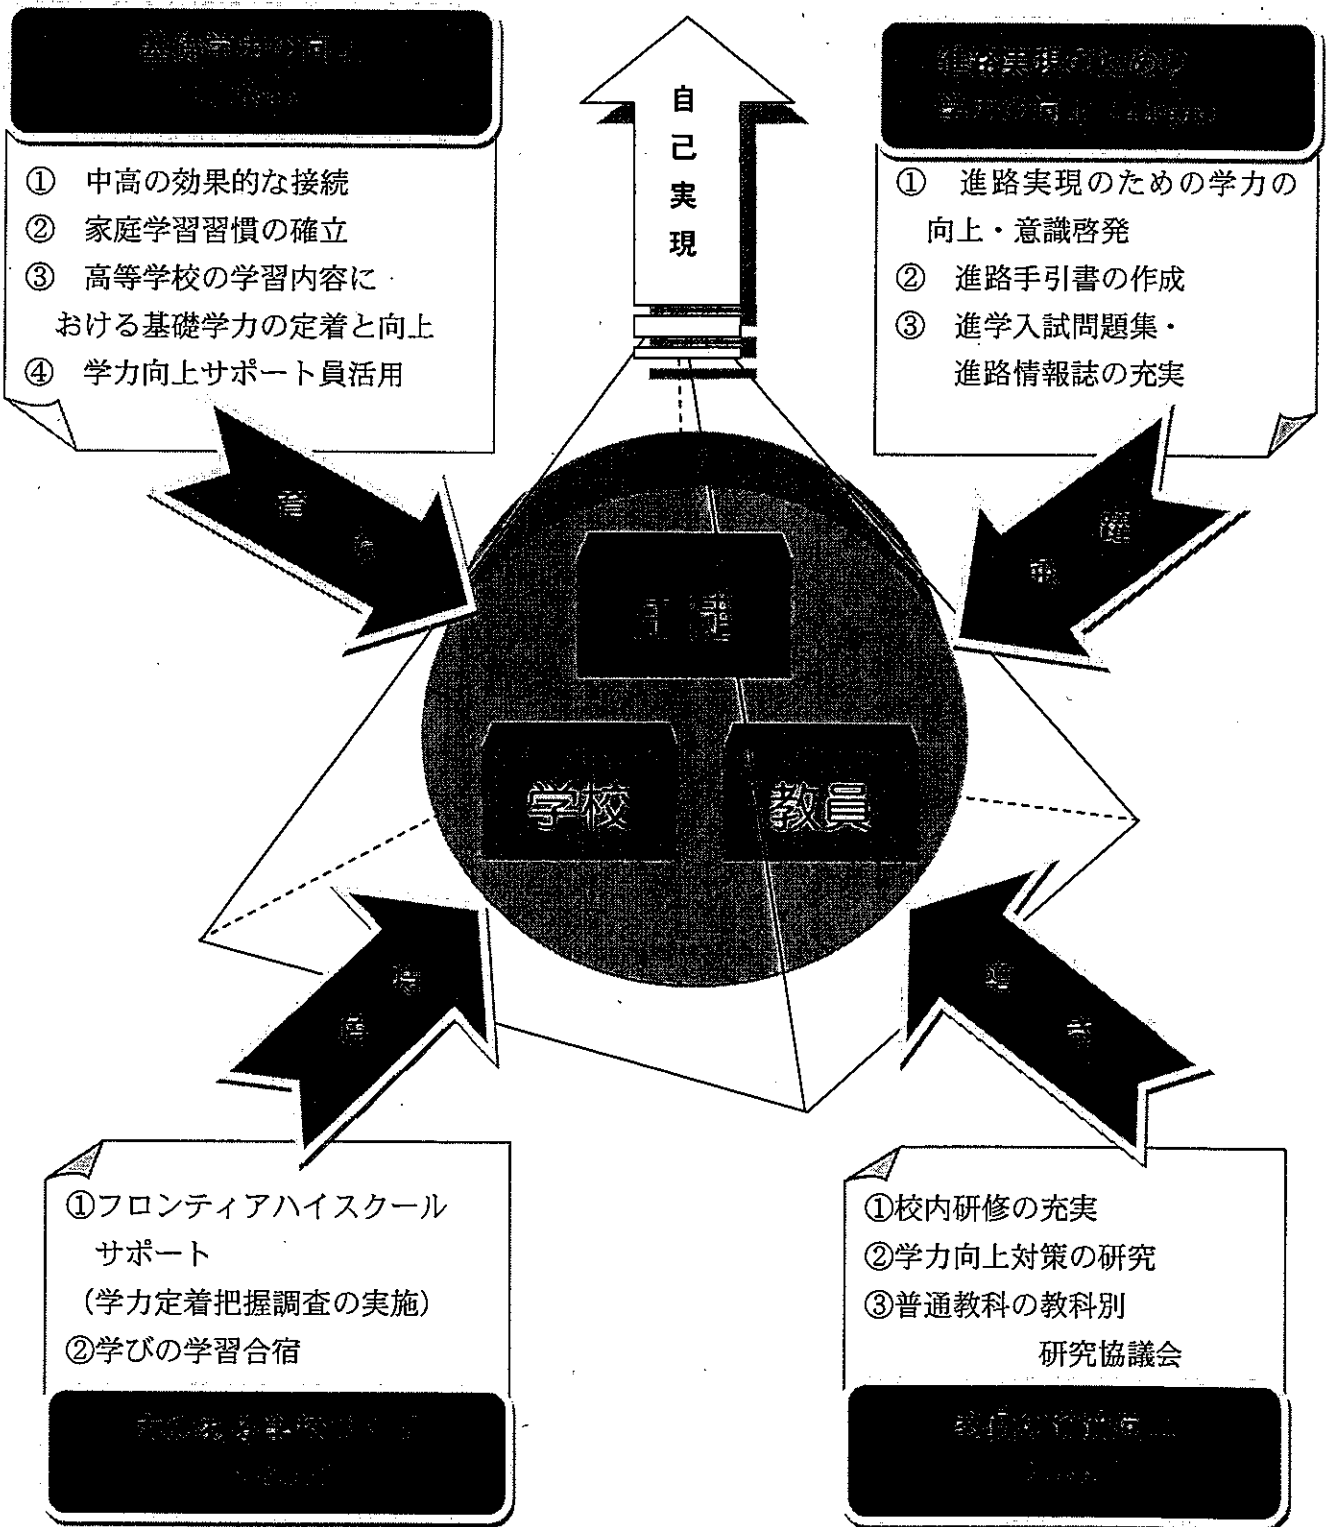 自己実現
① 中高の効果的な接続
② 家庭学習習慣の確立
③ 高等学校の学習内容に
おける基礎学力の定着と向上
④ 学力向上サポート員活用
① 進路実現のための学力の
向上・意識啓発
② 進路手引書の作成
③ 進学入試問題集・
進路情報誌の充実
生徒
学校
教員
①フロンティアハイスクール
サポート
（学力定着把握調査の実施）
②学びの学習合宿
①校内研修の充実
②学力向上対策の研究
③普通教科の教科別
研究協議会